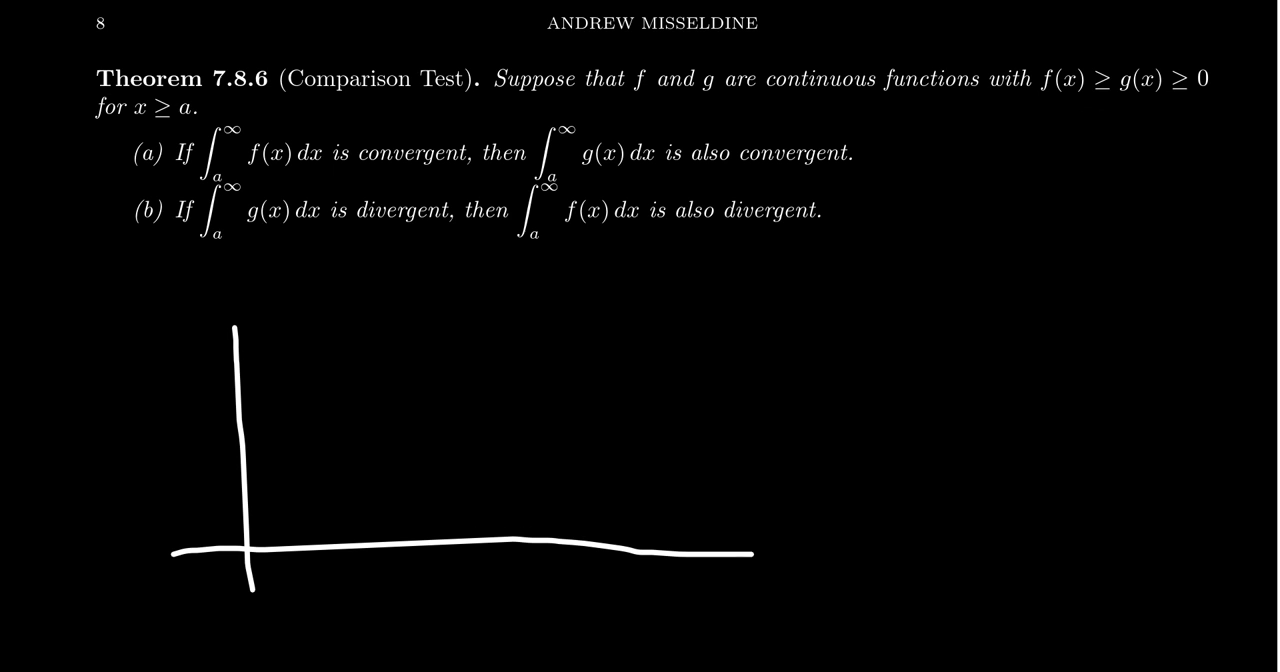 8 ANDREW MISSELDINE
Theorem 7.8.6 (Comparison Test). Suppose that f and g are continuous functions with f(x) ≥ g(x) ≥ 0
for x ≥ a.
(a) If ∫_a^∞ f(x) dx is convergent, then ∫_a^∞ g(x) dx is also convergent.
(b) If ∫_a^∞ g(x) dx is divergent, then ∫_a^∞ f(x) dx is also divergent.